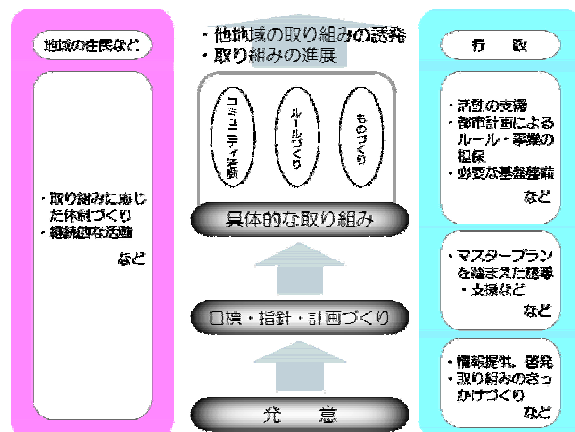 地域の住民など
・取り組みに応じ
た体制づくり
・継続的な活動
など
・他地域の取り組みの誘発
・取り組みの進展
コミュニティ活動
ルールづくり
ものづくり
具体的な取り組み
目標・指針・計画づくり
発 意
行 政
・活動の支援
・都市計画による
ルール・事業の
担保
・必要な基盤整備
など
・マスタープラン
を踏まえた誘導
・支援など
など
・情報提供、啓発
・取り組みのきっ
かけづくり
など